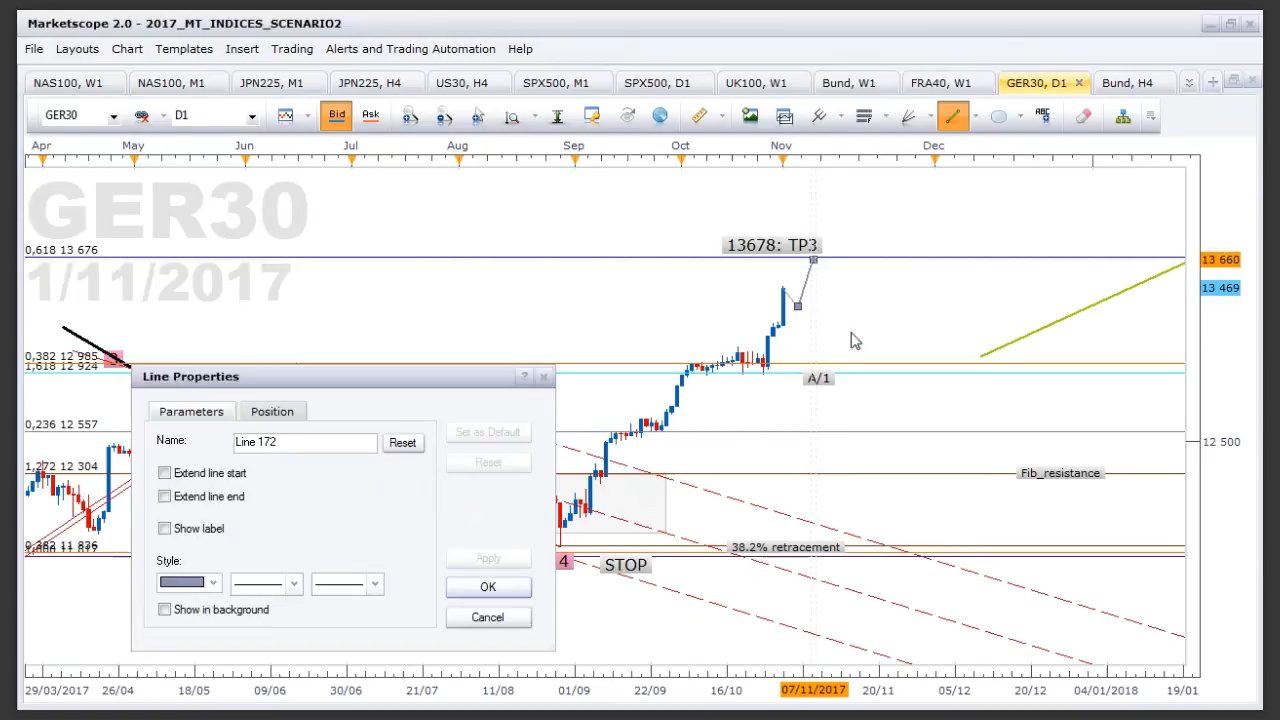 Marketscope 2.0 - 2017_MT_INDICES_SCENARIO2
File Layouts Chart Templates Insert Trading Alerts and Trading Automation Help
NAS100, W1 NAS100, M1 JPN225, M1 JPN225, H4 US30, H4 SPX500, M1 SPX500, D1 UK100, W1 Bund, W1 FRA40, W1 GER30, D1 Bund, H4
GER30 D1 Bid Ask ABC
Apr May Jun Jul Aug Sep Oct Nov Dec
GER30
13678: TP3
0,618 13 676
13 660
1/11/2017
13 469
0,382 12 985
1,618 12 924
A/1
Line Properties
Parameters Position
0,236 12 557
Name: Line 172 Reset
Set as Default
12 500
Reset
1,272 12 304
Extend line start
Fib_resistance
Extend line end
Show label
0,382 11 836
38.2% retracement
Apply
4 STOP
Style:
OK
Show in background
Cancel
29/03/2017 26/04 18/05 09/06 30/06 21/07 11/08 01/09 22/09 16/10 07/11/2017 20/11 05/12 20/12 04/01/2018 19/01